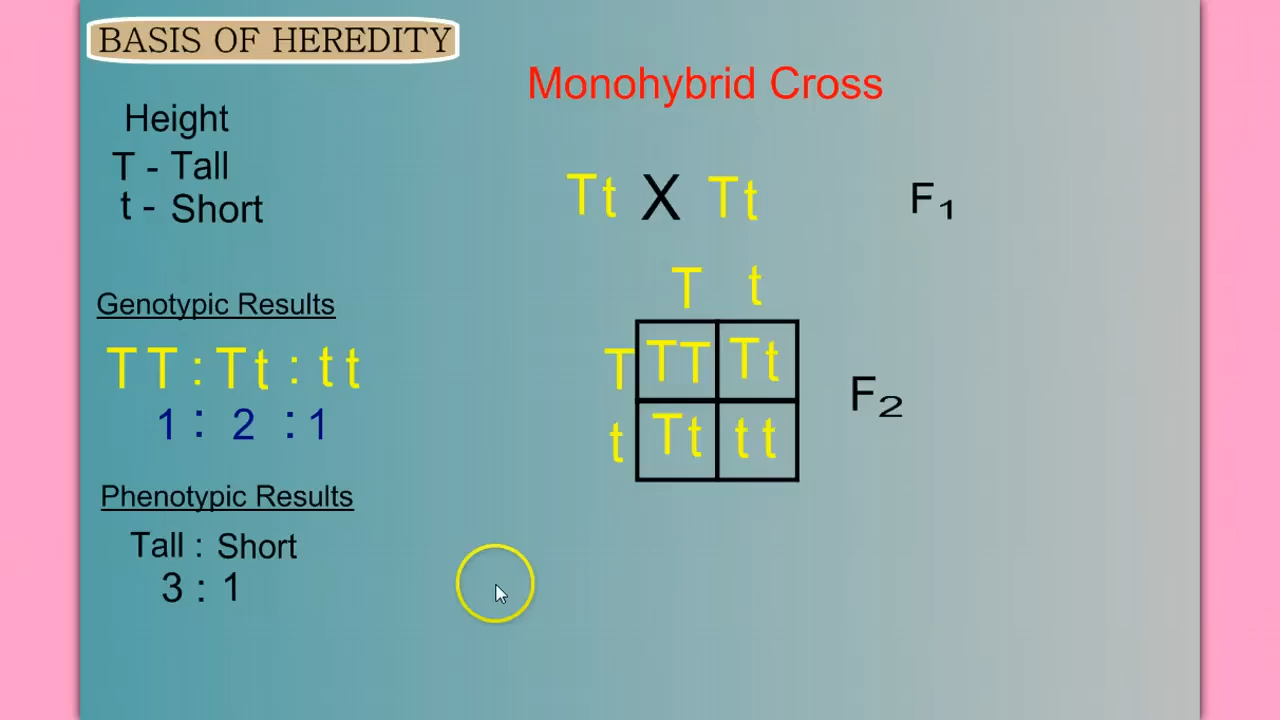 BASIS OF HEREDITY
Monohybrid Cross
Height
T - Tall
t - Short
Tt X Tt F₁
T t
T TT Tt
t Tt tt
F₂
Genotypic Results
TT : Tt : tt
1 : 2 : 1
Phenotypic Results
Tall : Short
3 : 1